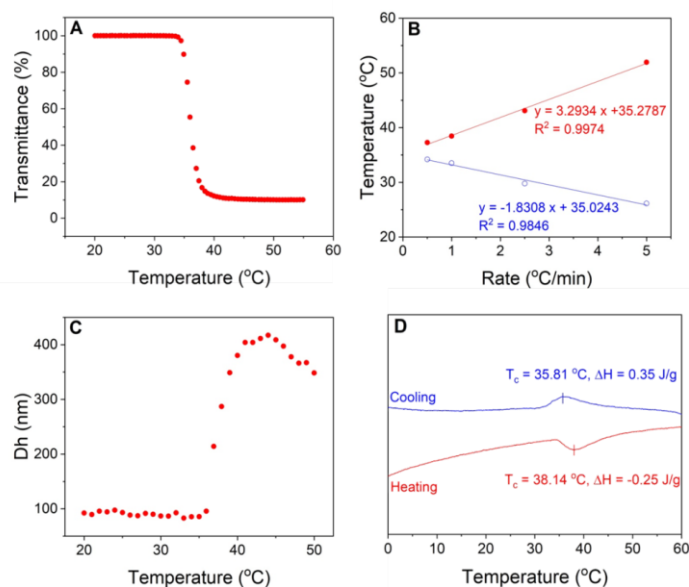 A
Transmittance (%)
100
80
60
40
20
0
20 30 40 50 60
Temperature (°C)
B
Temperature (°C)
60
50
40
30
20
y = 3.2934 x +35.2787
R² = 0.9974
y = -1.8308 x + 35.0243
R² = 0.9846
0 1 2 3 4 5
Rate (°C/min)
C
Dh (nm)
400
300
200
100
20 30 40 50
Temperature (°C)
D
Tc = 35.81 °C, ΔH = 0.35 J/g
Cooling
Heating
Tc = 38.14 °C, ΔH = -0.25 J/g
0 10 20 30 40 50 60
Temperature (°C)